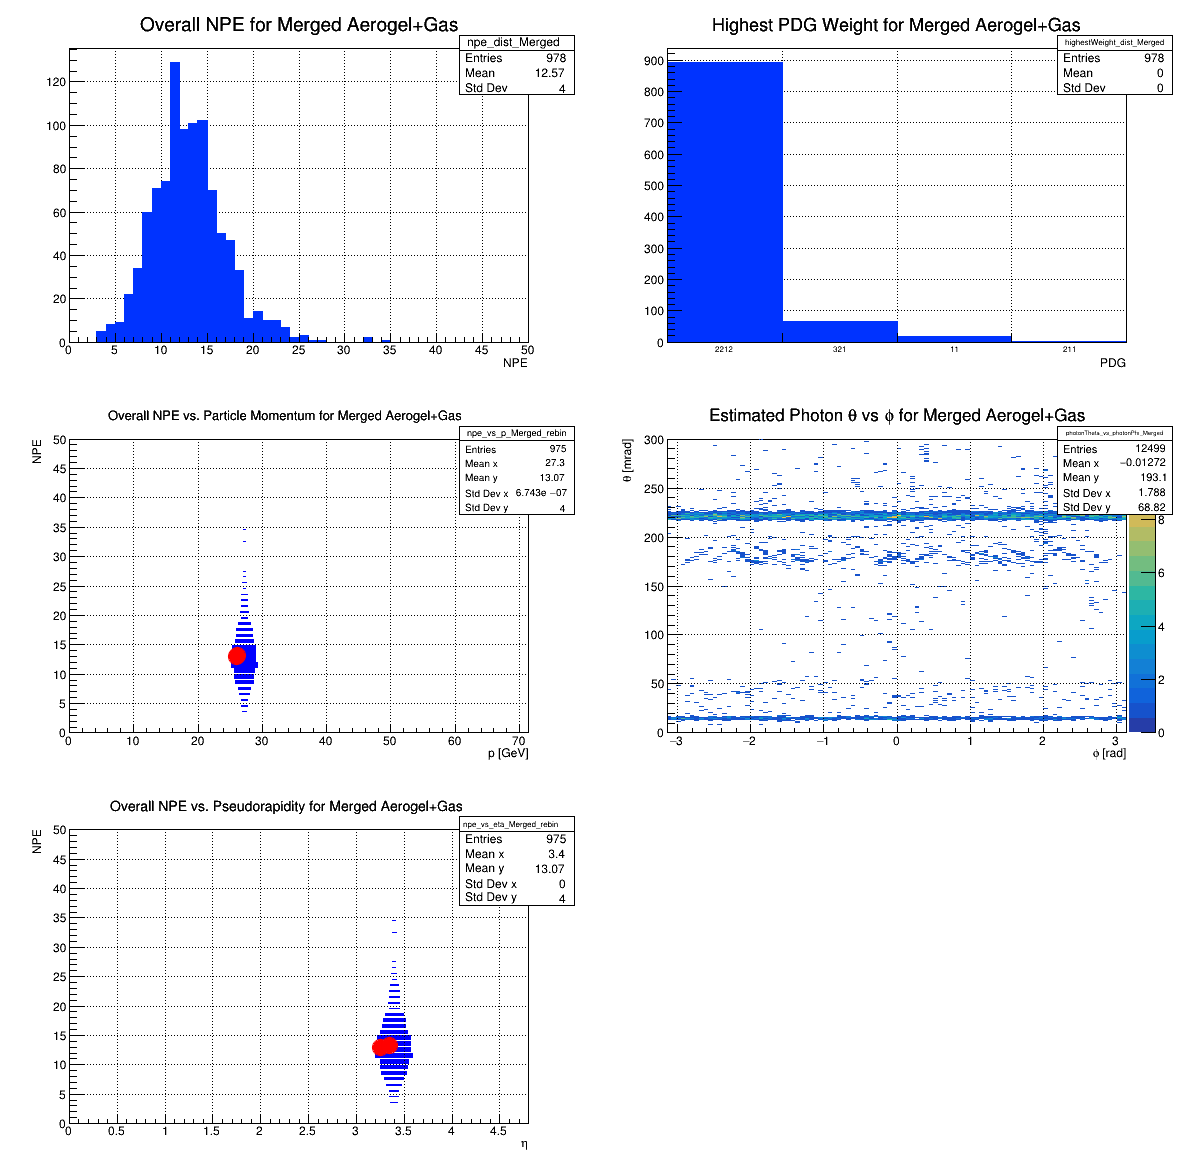 Overall NPE for Merged Aerogel+Gas
npe_dist_Merged
Entries 978
Mean 12.57
Std Dev 4
120
100
80
60
40
20
0
0 5 10 15 20 25 30 35 40 45 50
NPE
Highest PDG Weight for Merged Aerogel+Gas
highestWeight_dist_Merged
Entries 978
Mean 0
Std Dev 0
900
800
700
600
500
400
300
200
100
0
2212 321 11 211
PDG
Overall NPE vs. Particle Momentum for Merged Aerogel+Gas
npe_vs_p_Merged_rebin
Entries 975
Mean x 27.3
Mean y 13.07
Std Dev x 6.743e −07
Std Dev y 4
NPE
50
45
40
35
30
25
20
15
10
5
0
0 10 20 30 40 50 60 70
p [GeV]
Estimated Photon θ vs ϕ for Merged Aerogel+Gas
photonTheta_vs_photonPhi_Merged
Entries 12499
Mean x −0.01272
Mean y 193.1
Std Dev x 1.788
Std Dev y 68.82
θ [mrad]
300
250
200
150
100
50
0
−3 −2 −1 0 1 2 3
ϕ [rad]
8
6
4
2
0
Overall NPE vs. Pseudorapidity for Merged Aerogel+Gas
npe_vs_eta_Merged_rebin
Entries 975
Mean x 3.4
Mean y 13.07
Std Dev x 0
Std Dev y 4
NPE
50
45
40
35
30
25
20
15
10
5
0
0 0.5 1 1.5 2 2.5 3 3.5 4 4.5
η